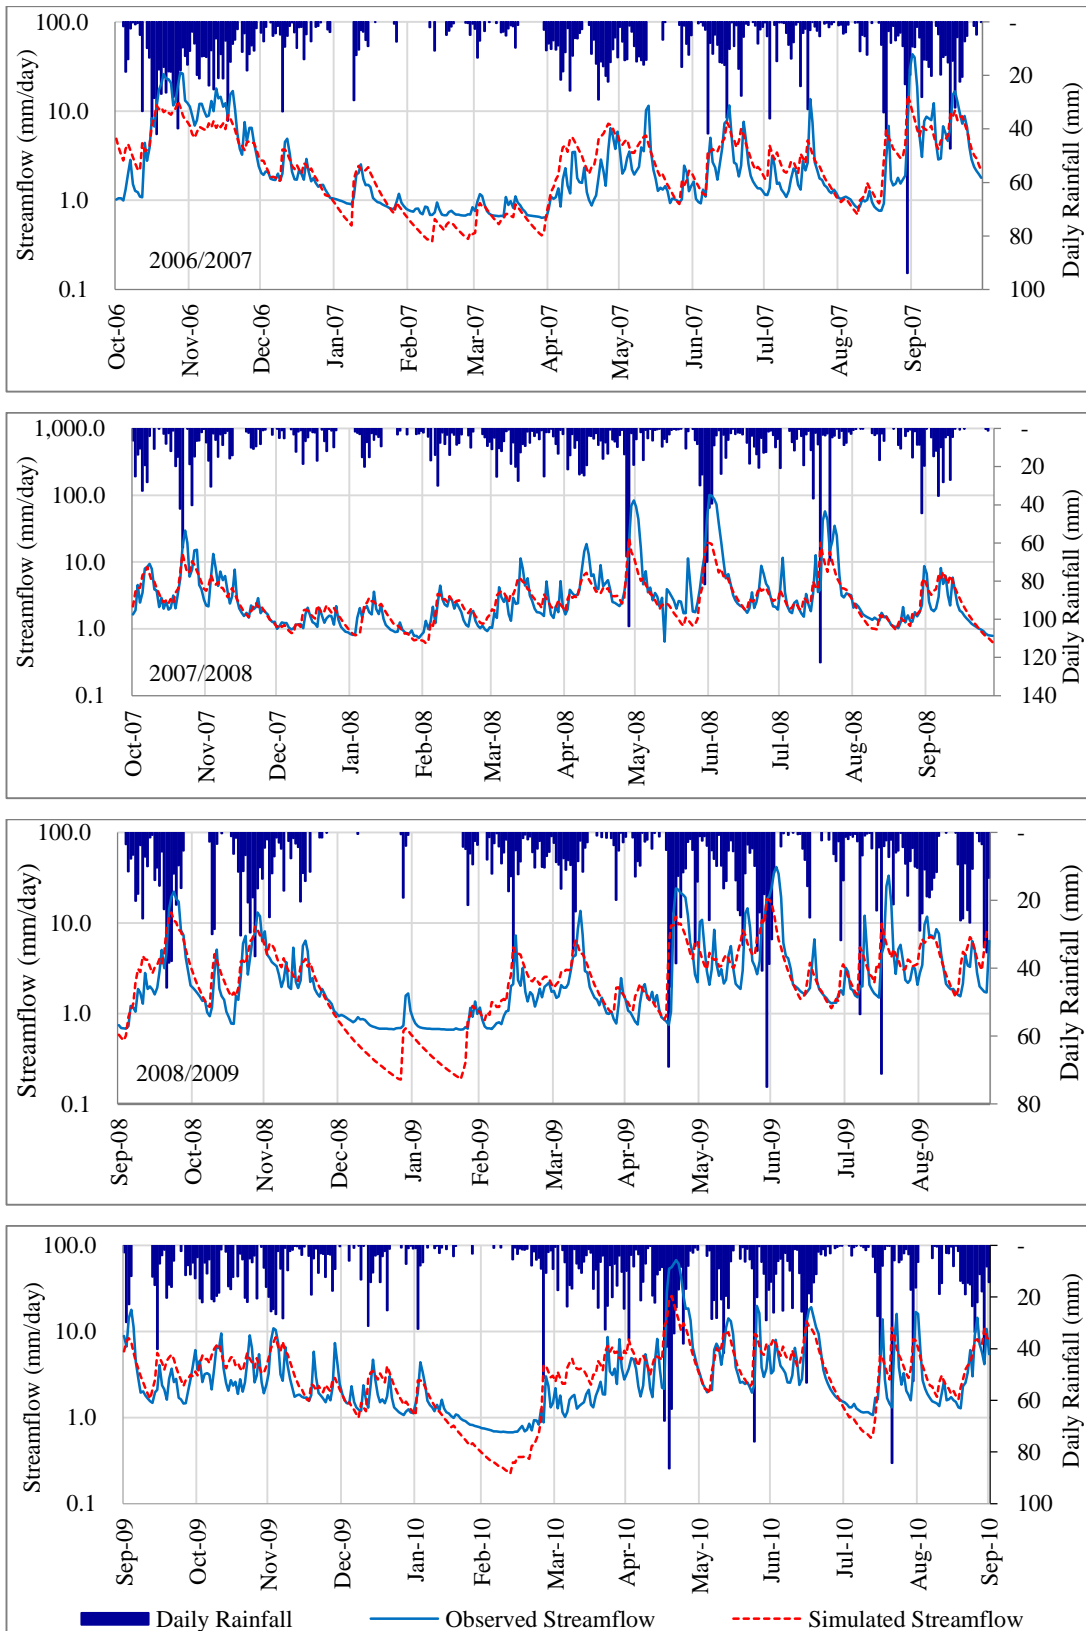 100.0
10.0
1.0
0.1
Streamflow (mm/day)
-
20
40
60
80
100
Daily Rainfall (mm)
2006/2007
Oct-06
Nov-06
Dec-06
Jan-07
Feb-07
Mar-07
Apr-07
May-07
Jun-07
Jul-07
Aug-07
Sep-07
1,000.0
100.0
10.0
1.0
0.1
Streamflow (mm/day)
-
20
40
60
80
100
120
140
Daily Rainfall (mm)
2007/2008
Oct-07
Nov-07
Dec-07
Jan-08
Feb-08
Mar-08
Apr-08
May-08
Jun-08
Jul-08
Aug-08
Sep-08
100.0
10.0
1.0
0.1
Streamflow (mm/day)
-
20
40
60
80
Daily Rainfall (mm)
2008/2009
Sep-08
Oct-08
Nov-08
Dec-08
Jan-09
Feb-09
Mar-09
Apr-09
May-09
Jun-09
Jul-09
Aug-09
100.0
10.0
1.0
0.1
Streamflow (mm/day)
-
20
40
60
80
100
Daily Rainfall (mm)
Sep-09
Oct-09
Nov-09
Dec-09
Jan-10
Feb-10
Mar-10
Apr-10
May-10
Jun-10
Jul-10
Aug-10
Sep-10
Daily Rainfall
Observed Streamflow
Simulated Streamflow